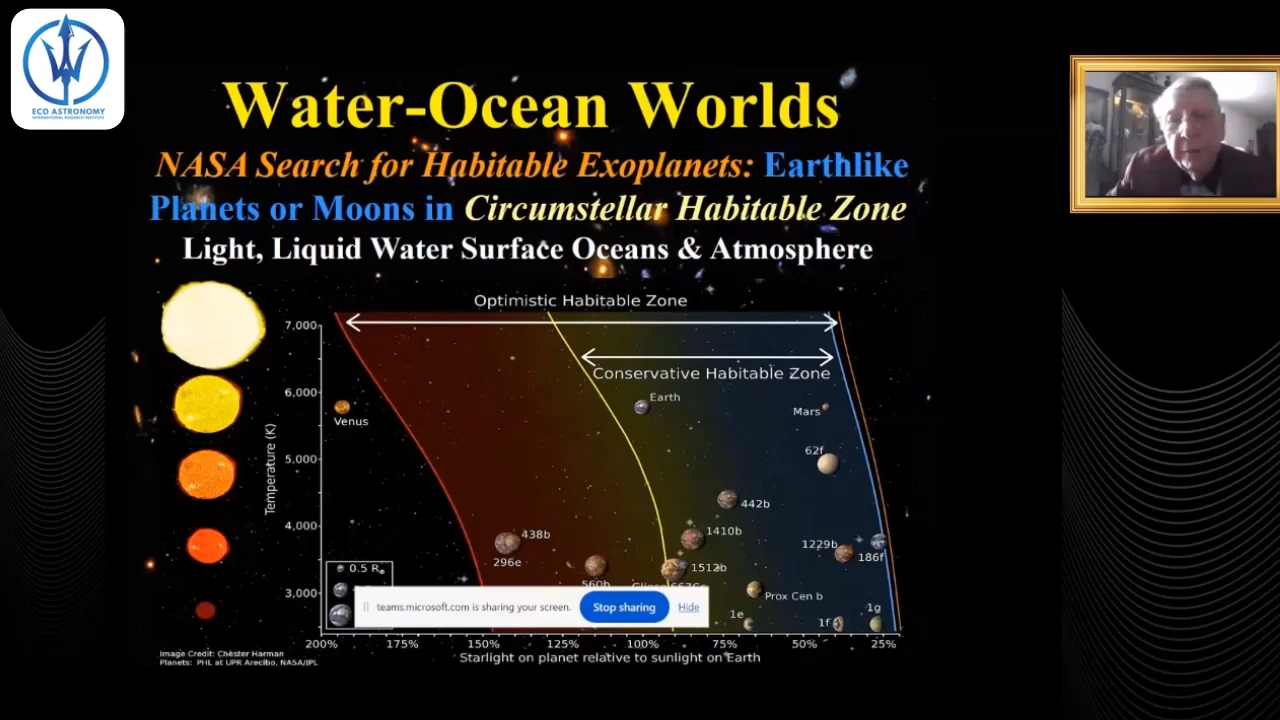 ECO ASTRONOMY
INTERNATIONAL RESEARCH INSTITUTE
Water-Ocean Worlds
NASA Search for Habitable Exoplanets: Earthlike
Planets or Moons in Circumstellar Habitable Zone
Light, Liquid Water Surface Oceans & Atmosphere
Optimistic Habitable Zone
Conservative Habitable Zone
Temperature (K)
7,000
6,000
5,000
4,000
3,000
Venus
Earth
Mars
62f
442b
438b
296e
1410b
1229b
186f
560b
1512b
Prox Cen b
1e
1f
1g
0.5 R
teams.microsoft.com is sharing your screen.
Stop sharing
Hide
200% 175% 150% 125% 100% 75% 50% 25%
Starlight on planet relative to sunlight on Earth
Image Credit: Chester Harman
Planets: PHL at UPR Arecibo, NASA/JPL